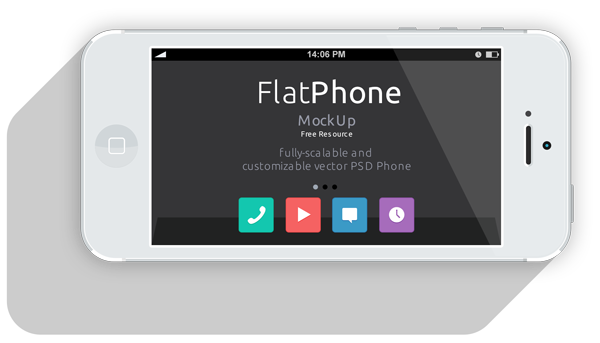 14:06 PM
FlatPhone
MockUp
Free Resource
fully-scalable and
customizable vector PSD Phone